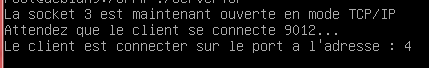 La socket 3 est maintenant ouverte en mode TCP/IP
Attendez que le client se connecte 9012...
Le client est connecter sur le port a l'adresse : 4